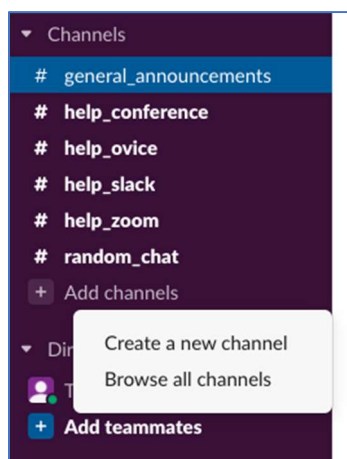 Channels
# general_announcements
# help_conference
# help_ovice
# help_slack
# help_zoom
# random_chat
+ Add channels
Create a new channel
Browse all channels
+ Add teammates